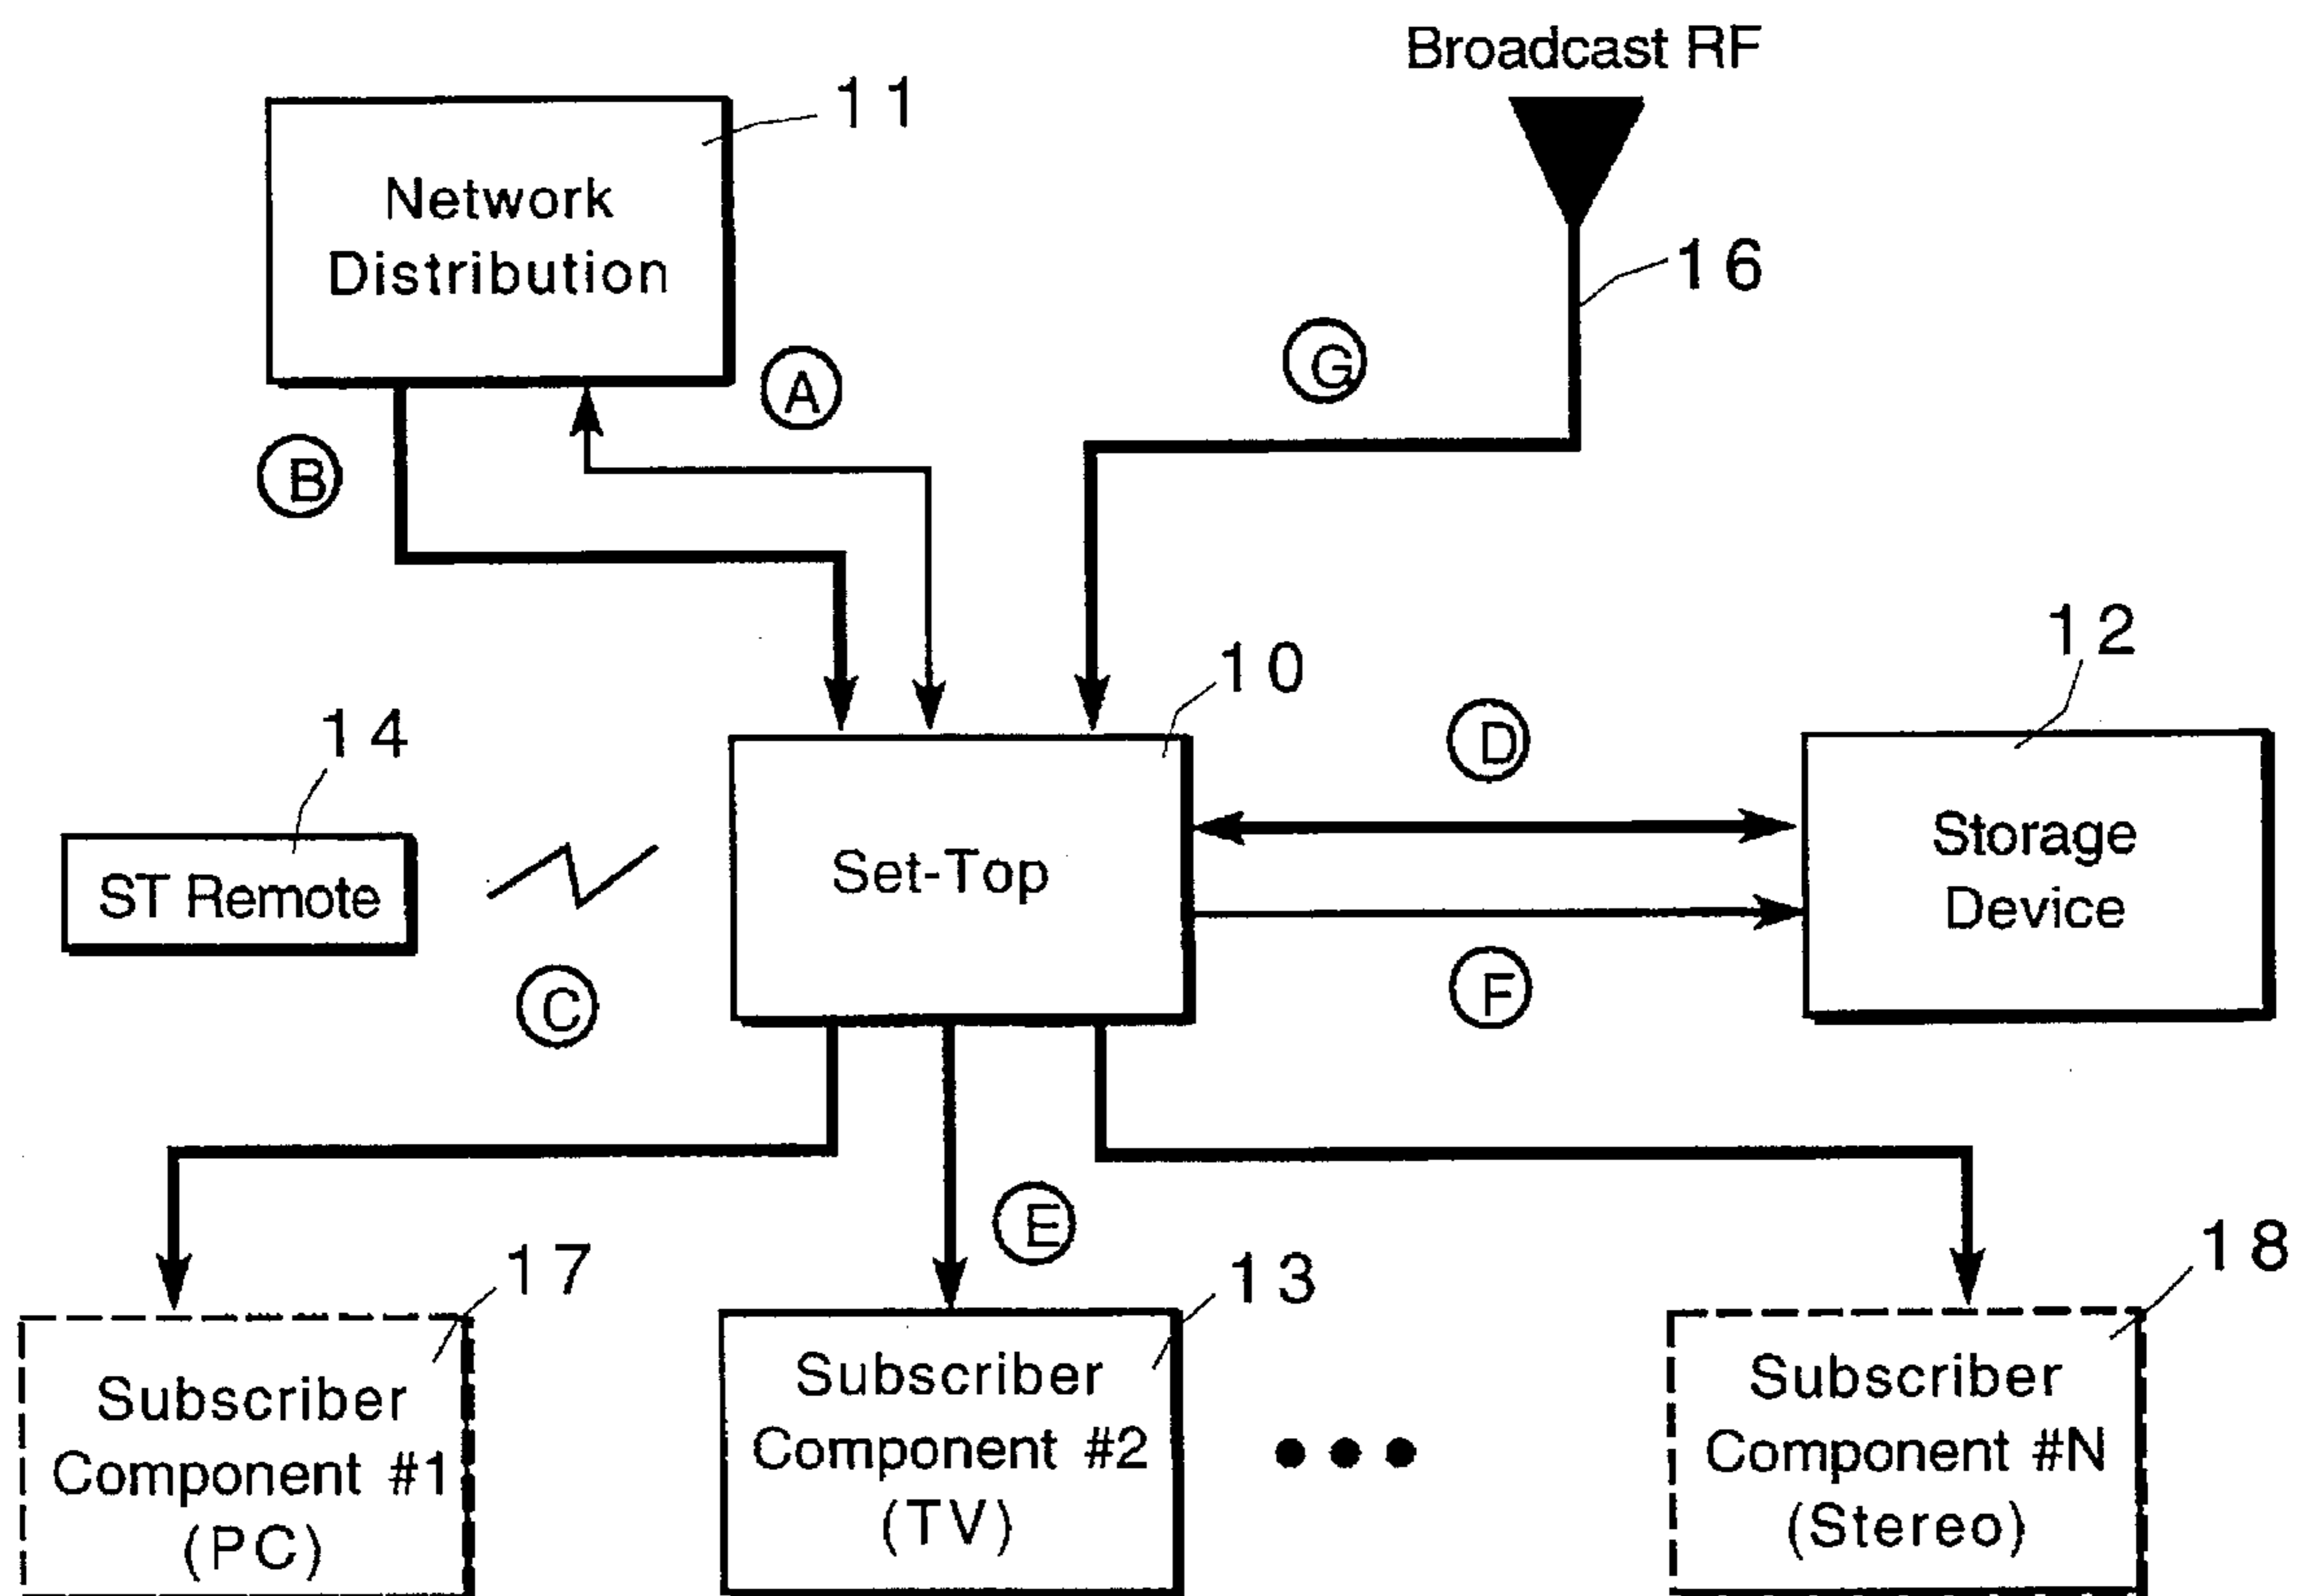 Broadcast RF
11
Network
Distribution
16
A
G
B
12
10
14
D
Storage
Device
Set-Top
ST Remote
F
C
E
17
13
18
Subscriber
Component #1
(PC)
Subscriber
Component #2
(TV)
Subscriber
Component #N
(Stereo)